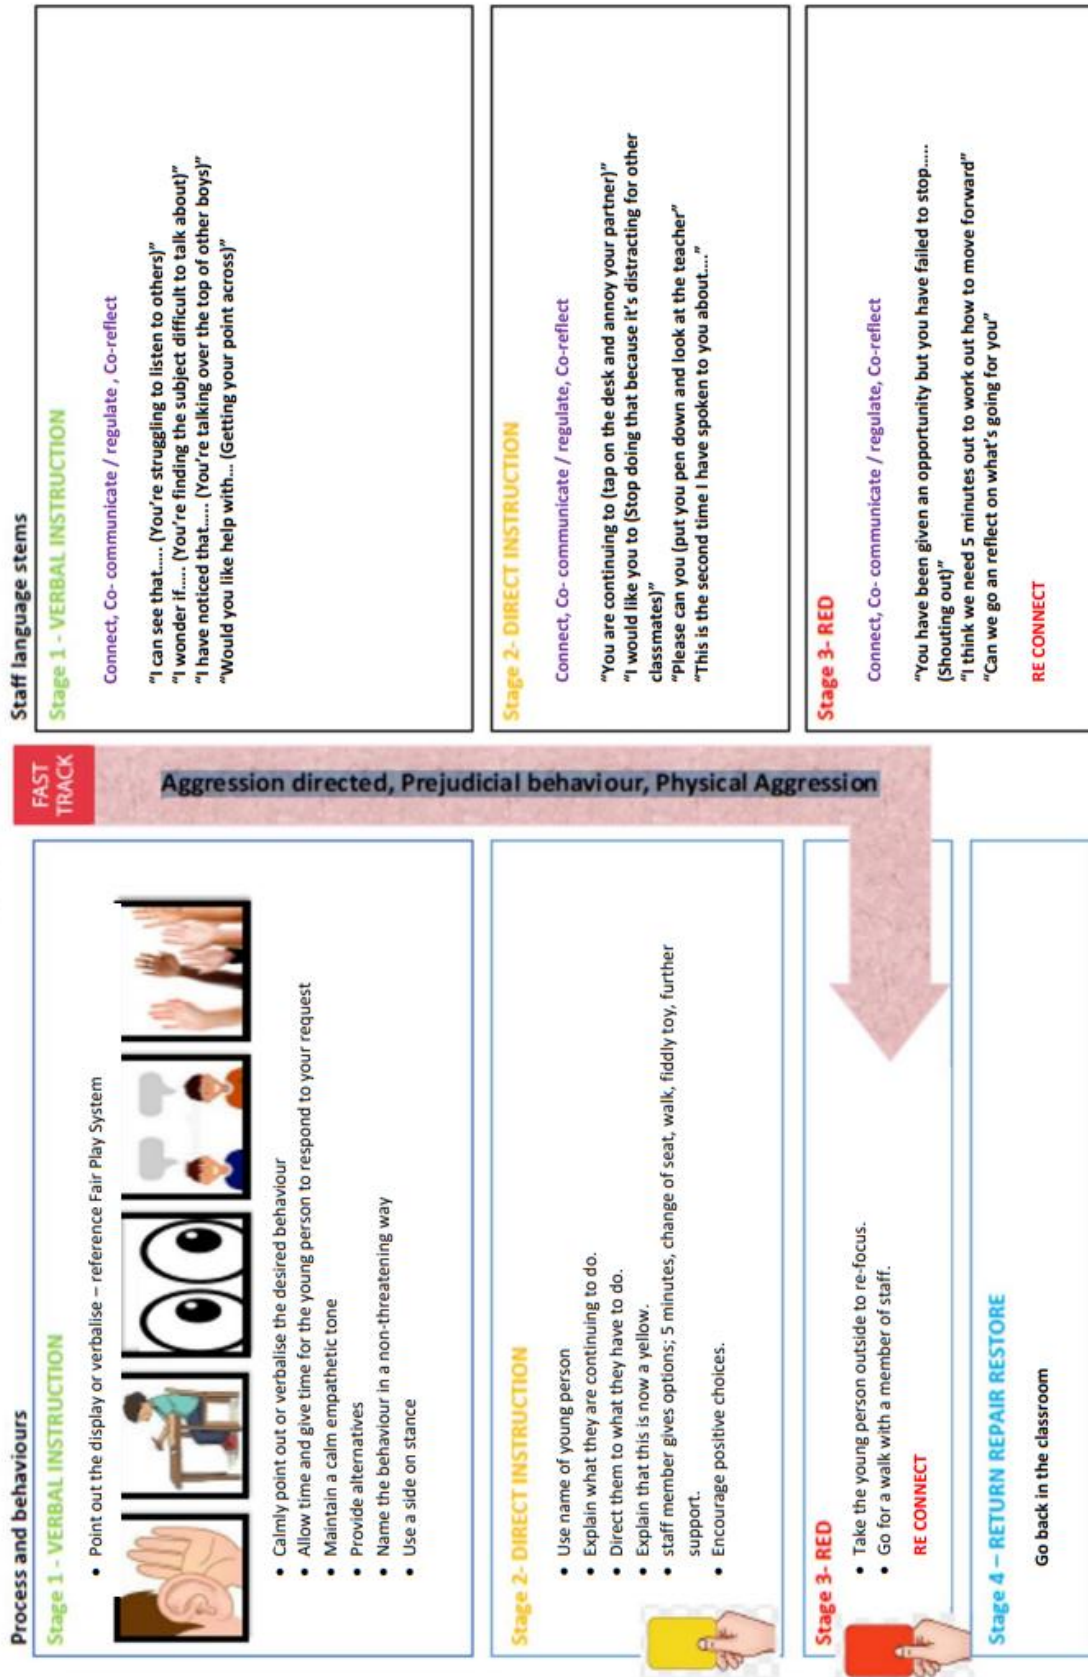 Process and behaviours
Stage 1 - VERBAL INSTRUCTION
• Point out the display or verbalise – reference Fair Play System
• Calmly point out or verbalise the desired behaviour
• Allow time and give time for the young person to respond to your request
• Maintain a calm empathetic tone
• Provide alternatives
• Name the behaviour in a non-threatening way
• Use a side on stance
Stage 2- DIRECT INSTRUCTION
• Use name of young person
• Explain what they are continuing to do.
• Direct them to what they have to do.
• Explain that this is now a yellow.
• staff member gives options; 5 minutes, change of seat, walk, fiddly toy, further
support.
• Encourage positive choices.
Stage 3- RED
• Take the young person outside to re-focus.
• Go for a walk with a member of staff.
RE CONNECT
Stage 4 – RETURN REPAIR RESTORE
Go back in the classroom
FAST
TRACK
Aggression directed, Prejudicial behaviour, Physical Aggression
Staff language stems
Stage 1 - VERBAL INSTRUCTION
Connect, Co- communicate / regulate , Co-reflect
"I can see that..... (You're struggling to listen to others)"
"I wonder if..... (You're finding the subject difficult to talk about)"
"I have noticed that..... (You're talking over the top of other boys)"
"Would you like help with... (Getting your point across)"
Stage 2- DIRECT INSTRUCTION
Connect, Co- communicate / regulate, Co-reflect
"You are continuing to (tap on the desk and annoy your partner)"
"I would like you to (Stop doing that because it's distracting for other
classmates)"
"Please can you (put you pen down and look at the teacher"
"This is the second time I have spoken to you about...."
Stage 3- RED
Connect, Co- communicate / regulate, Co-reflect
"You have been given an opportunity but you have failed to stop.....
(Shouting out)"
"I think we need 5 minutes out to work out how to move forward"
"Can we go an reflect on what's going for you"
RE CONNECT